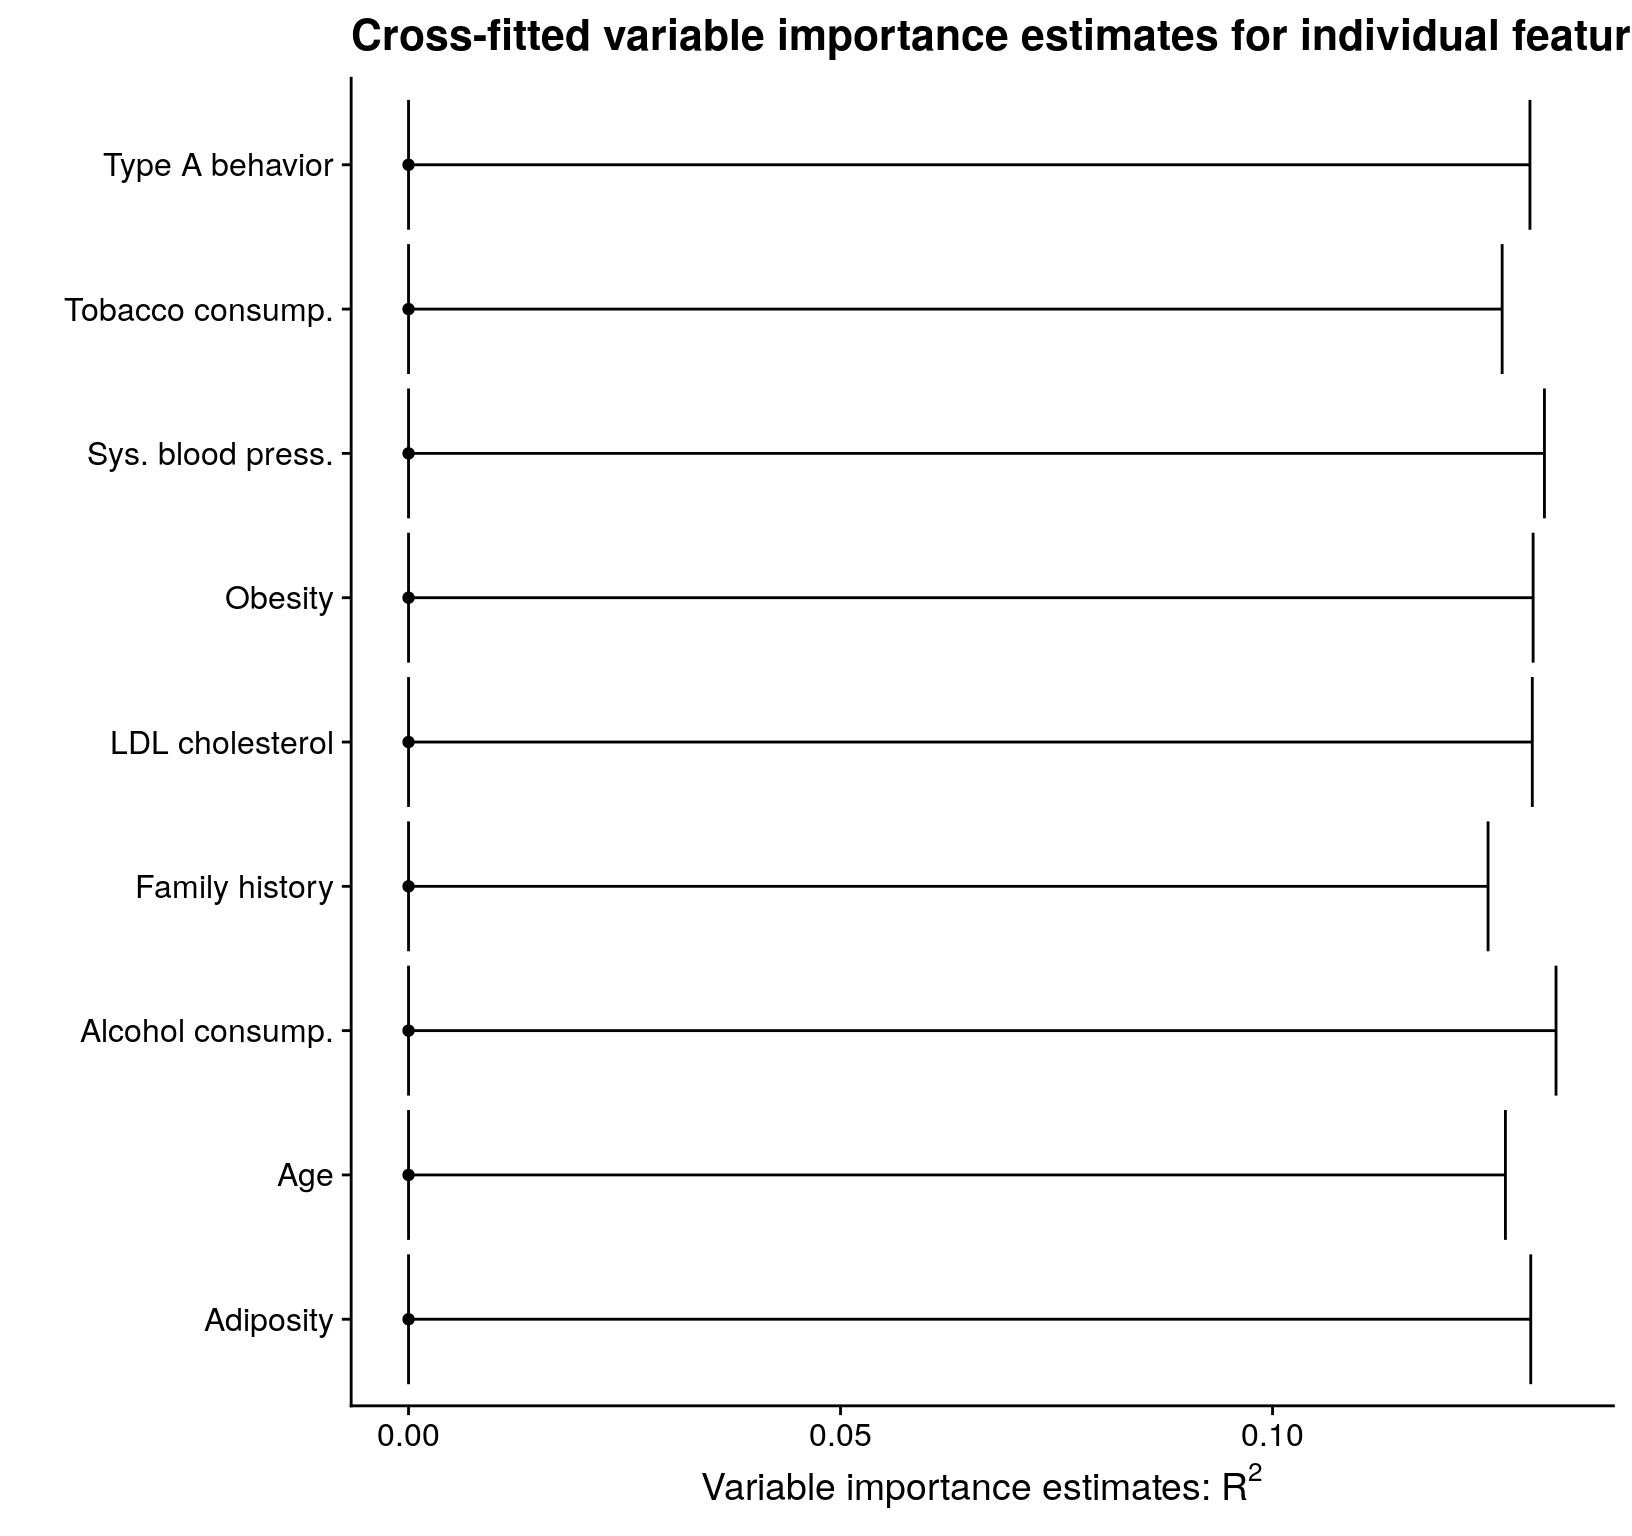 Cross-fitted variable importance estimates for individual featur
Type A behavior
Tobacco consump.
Sys. blood press.
Obesity
LDL cholesterol
Family history
Alcohol consump.
Age
Adiposity
0.00 0.05 0.10
Variable importance estimates: R²